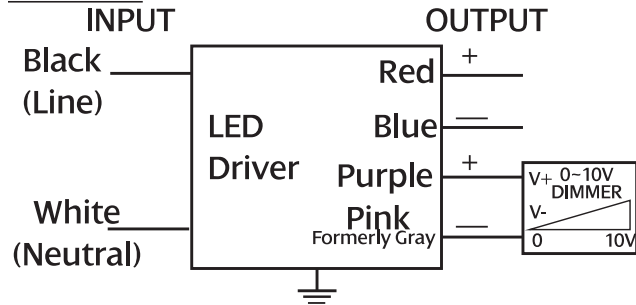 INPUT
OUTPUT
Black
(Line)
White
(Neutral)
LED
Driver
Red
+
Blue
—
Purple
+
Pink
Formerly Gray
—
V+ 0~10V
DIMMER
V-
0 10V